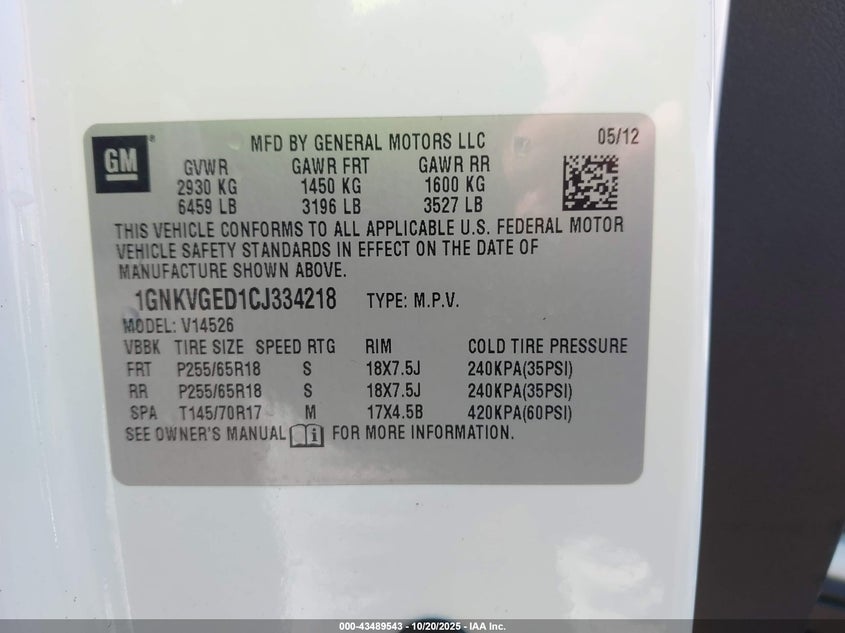 GM
MFD BY GENERAL MOTORS LLC 05/12
GVWR GAWR FRT GAWR RR
2930 KG 1450 KG 1600 KG
6459 LB 3196 LB 3527 LB
THIS VEHICLE CONFORMS TO ALL APPLICABLE U.S. FEDERAL MOTOR
VEHICLE SAFETY STANDARDS IN EFFECT ON THE DATE OF
MANUFACTURE SHOWN ABOVE.
1GNKVGED1CJ334218 TYPE: M.P.V.
MODEL: V14526
VBBK TIRE SIZE SPEED RTG RIM COLD TIRE PRESSURE
FRT P255/65R18 S 18X7.5J 240KPA(35PSI)
RR P255/65R18 S 18X7.5J 240KPA(35PSI)
SPA T145/70R17 M 17X4.5B 420KPA(60PSI)
SEE OWNER'S MANUAL i FOR MORE INFORMATION.
000-43489543 - 10/20/2025 - IAA Inc.